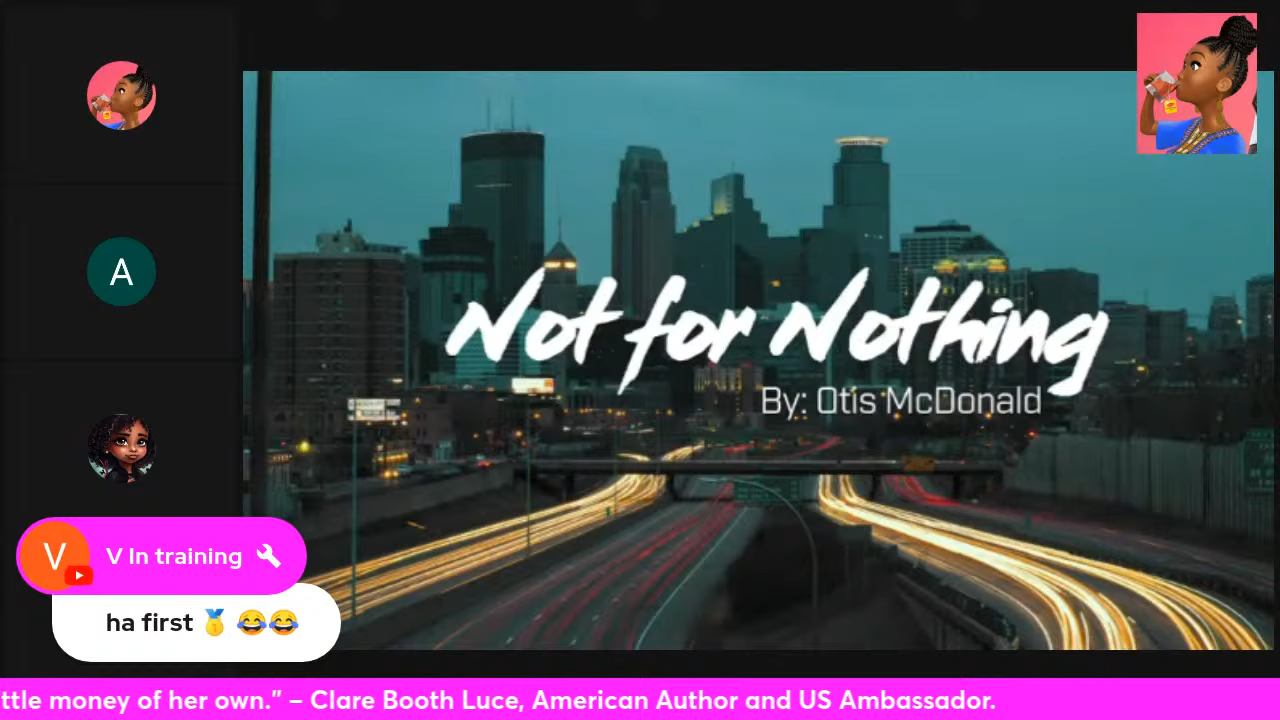 Not for Nothing
By: Otis McDonald
A
V
V In training
ha first 🥇 😂😂
ttle money of her own.” – Clare Booth Luce, American Author and US Ambassador.